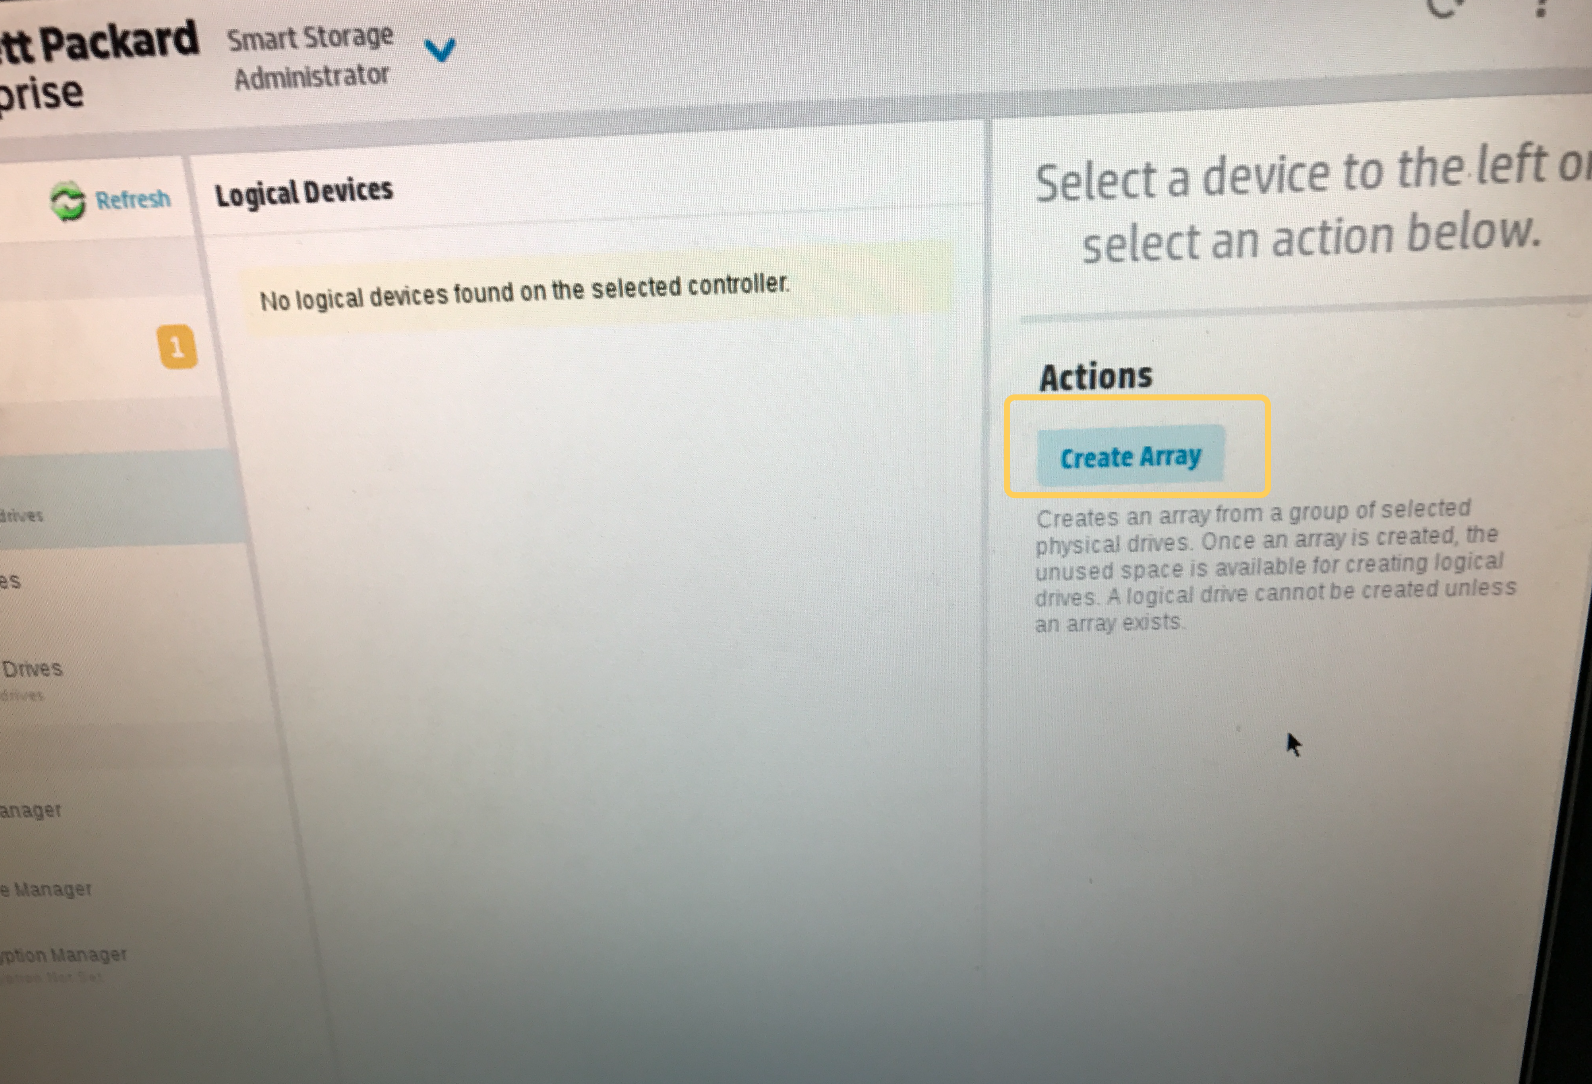 tt Packard
prise
Smart Storage
Administrator
Refresh
1
drives
es
Drives
drives
anager
e Manager
yption Manager
Logical Devices
No logical devices found on the selected controller.
Select a device to the left or
select an action below.
Actions
Create Array
Creates an array from a group of selected
physical drives. Once an array is created, the
unused space is available for creating logical
drives. A logical drive cannot be created unless
an array exists.